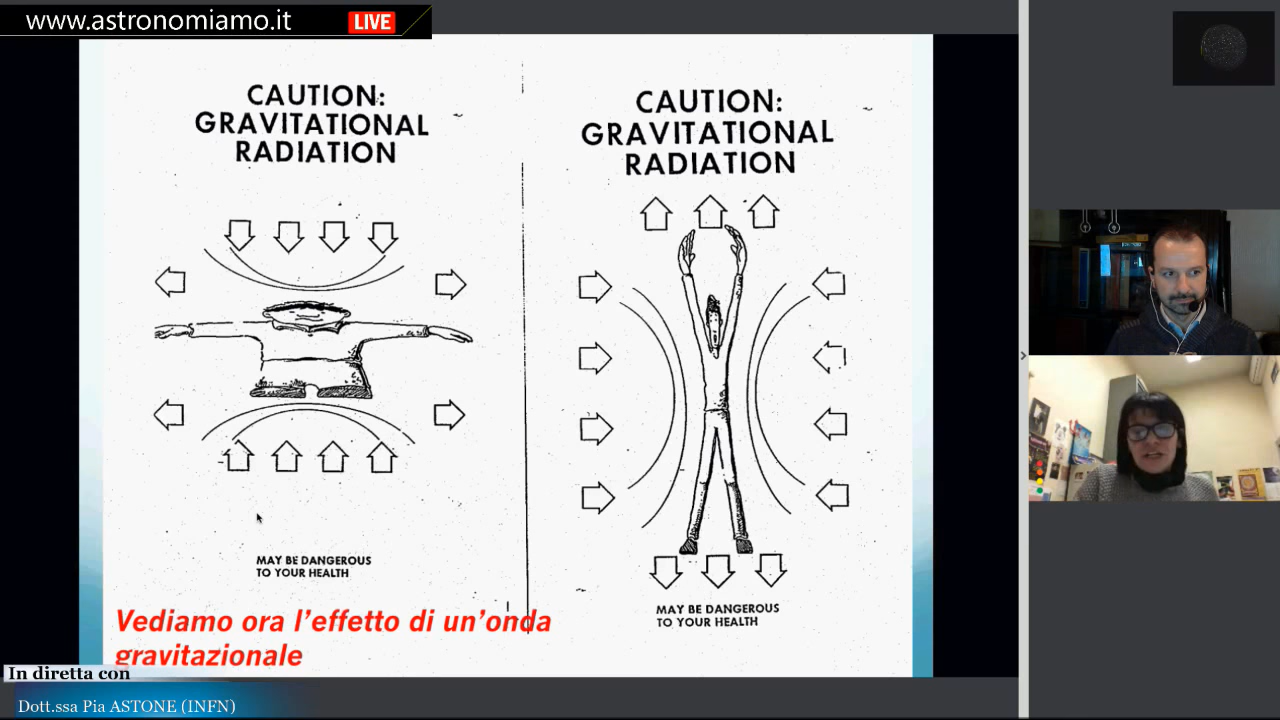 www.astronomiamo.it LIVE
CAUTION:
GRAVITATIONAL
RADIATION
MAY BE DANGEROUS
TO YOUR HEALTH
CAUTION:
GRAVITATIONAL
RADIATION
MAY BE DANGEROUS
TO YOUR HEALTH
Vediamo ora l'effetto di un'onda
gravitazionale
In diretta con
Dott.ssa Pia ASTONE (INFN)